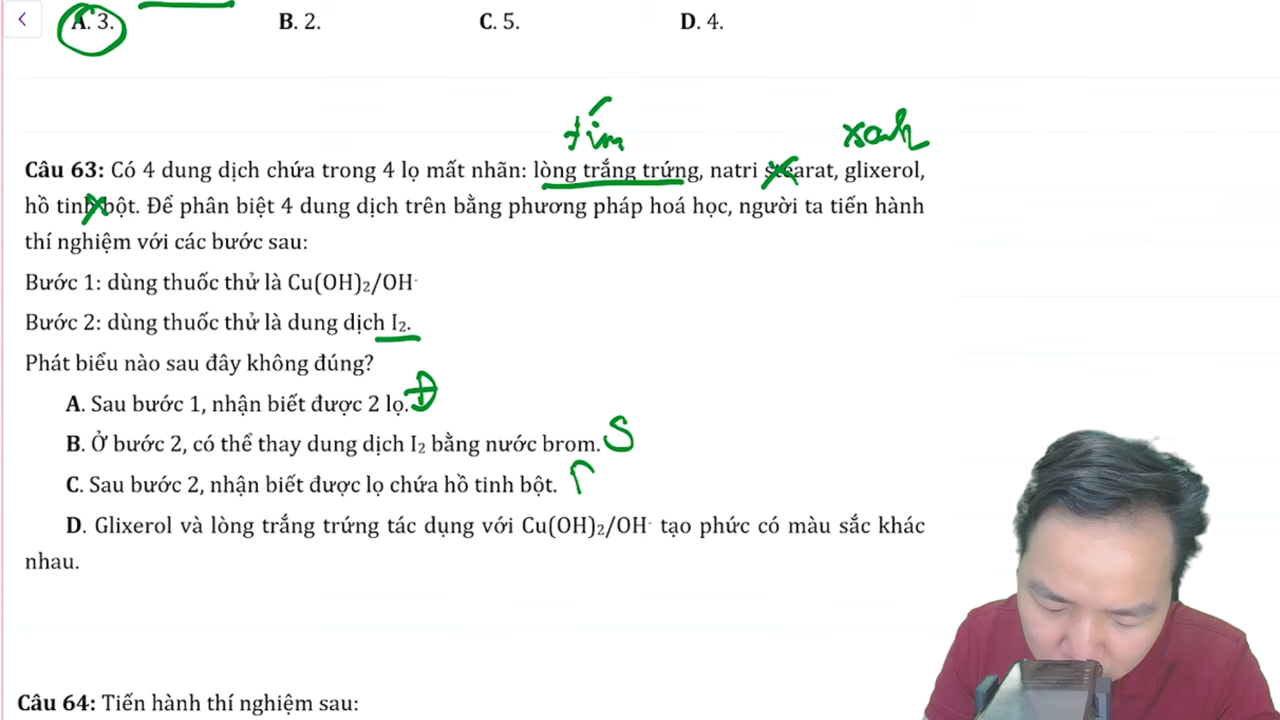 A. 3. B. 2. C. 5. D. 4.
tím xanh
Câu 63: Có 4 dung dịch chứa trong 4 lọ mất nhãn: lòng trắng trứng, natri stearat, glixerol,
hồ tinh bột. Để phân biệt 4 dung dịch trên bằng phương pháp hoá học, người ta tiến hành
thí nghiệm với các bước sau:
Bước 1: dùng thuốc thử là Cu(OH)₂/OH⁻
Bước 2: dùng thuốc thử là dung dịch I₂.
Phát biểu nào sau đây không đúng?
A. Sau bước 1, nhận biết được 2 lọ. Đ
B. Ở bước 2, có thể thay dung dịch I₂ bằng nước brom. S
C. Sau bước 2, nhận biết được lọ chứa hồ tinh bột.
D. Glixerol và lòng trắng trứng tác dụng với Cu(OH)₂/OH⁻ tạo phức có màu sắc khác
nhau.
Câu 64: Tiến hành thí nghiệm sau: